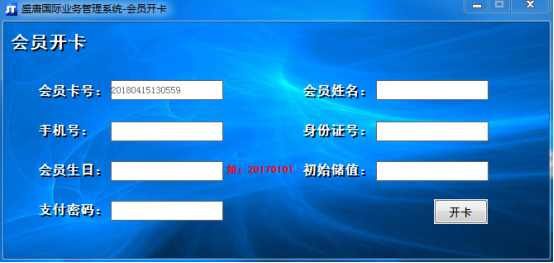 盛唐国际业务管理系统-会员开卡
会员开卡
会员卡号： 20180415130559 会员姓名：
手机号： 身份证号：
会员生日： 如：20170101 初始储值：
支付密码： 开卡